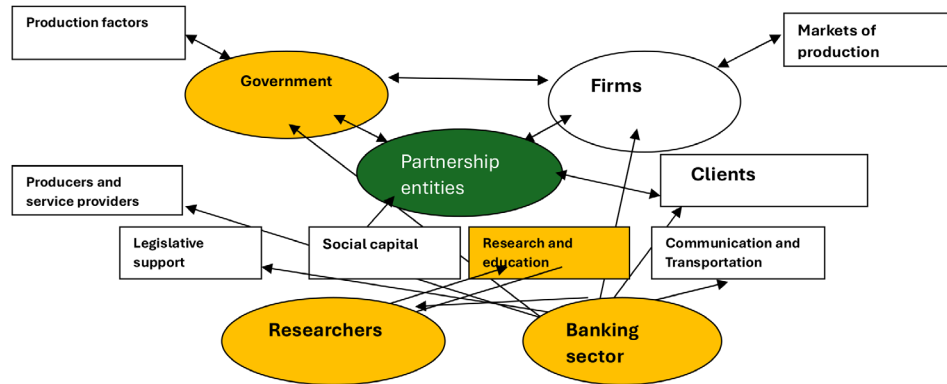 Production factors
Markets of
production
Government
Firms
Partnership
entities
Clients
Producers and
service providers
Legislative
support
Social capital
Research and
education
Communication and
Transportation
Researchers
Banking
sector